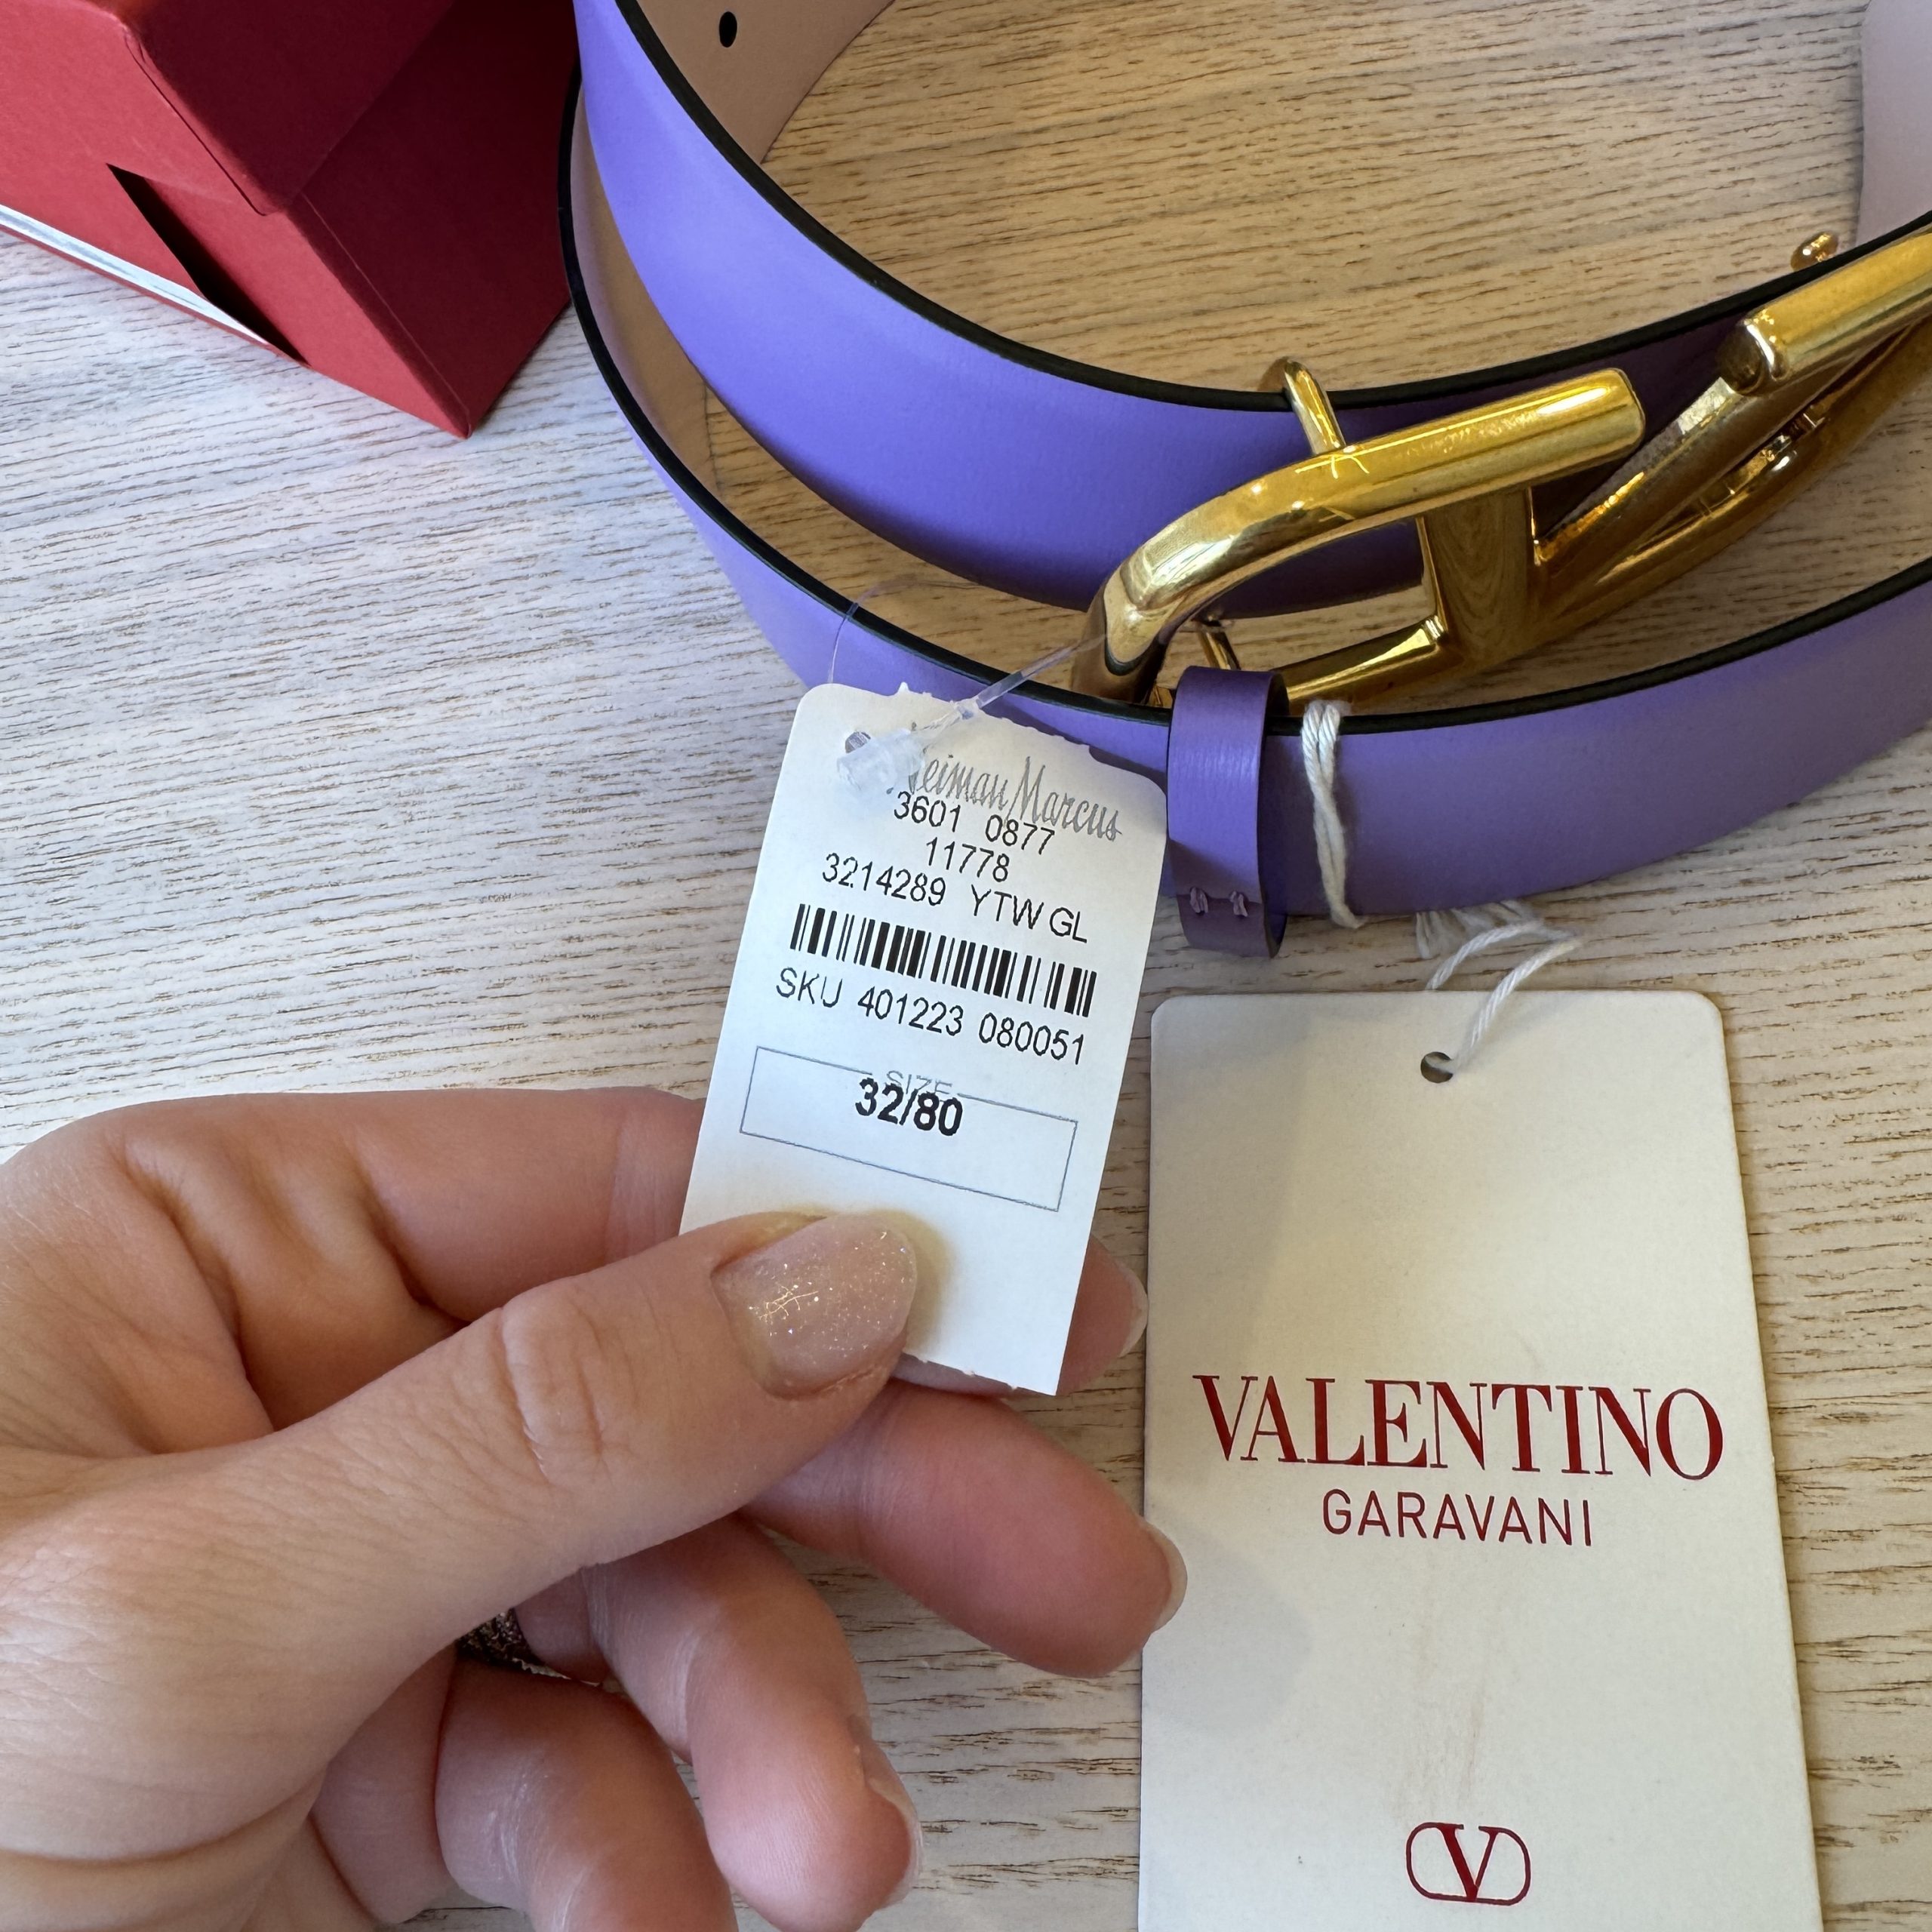 Neiman Marcus
3601 0877
11778
3214289 YTW GL
SKU 401223 080051
SIZE
32/80
VALENTINO
GARAVANI
V